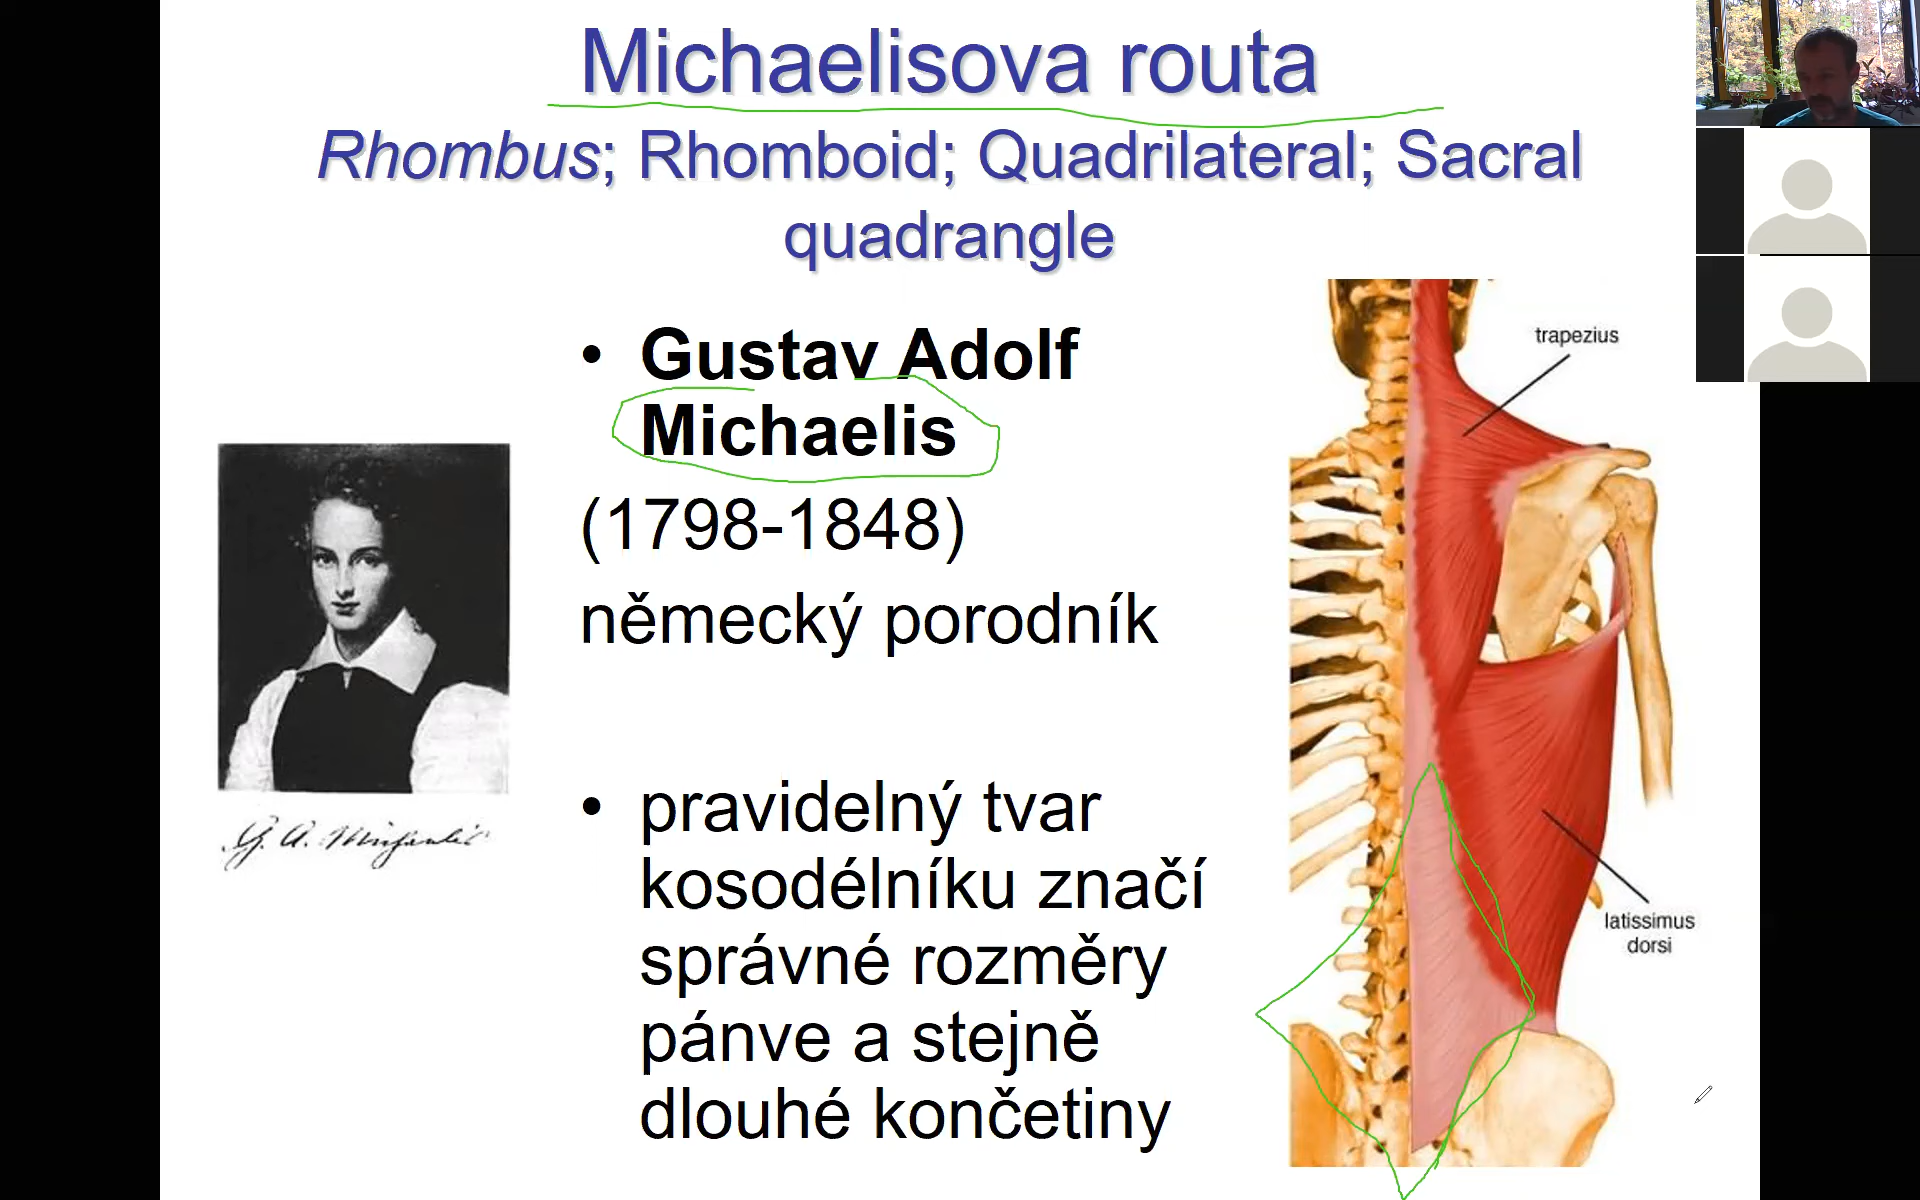 Michaelisova routa
Rhombus; Rhomboid; Quadrilateral; Sacral
quadrangle
• Gustav Adolf
Michaelis
(1798-1848)
německý porodník
• pravidelný tvar
kosodélníku značí
správné rozměry
pánve a stejně
dlouhé končetiny
G. A. Michaelis
trapezius
latissimus
dorsi